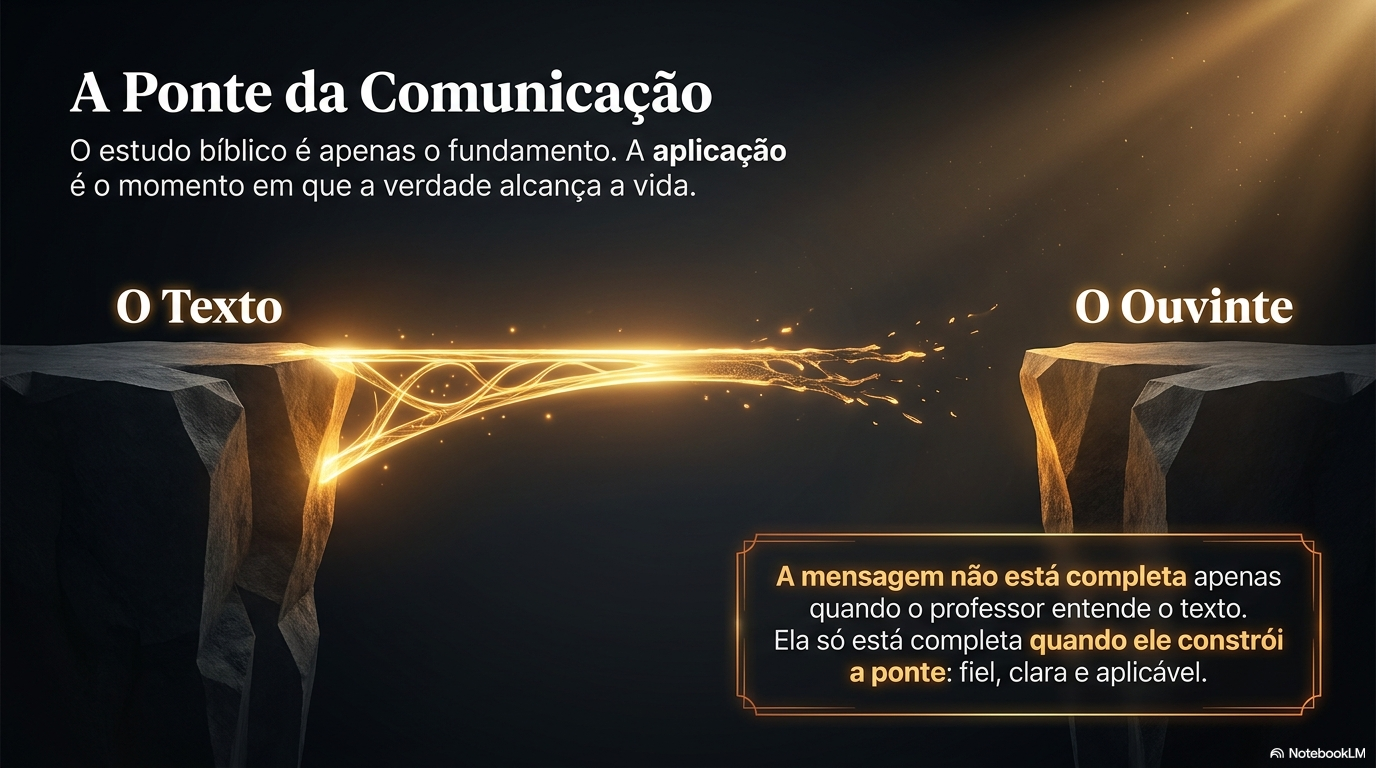 A Ponte da Comunicação
O estudo bíblico é apenas o fundamento. A aplicação
é o momento em que a verdade alcança a vida.
O Texto
O Ouvinte
A mensagem não está completa apenas
quando o professor entende o texto.
Ela só está completa quando ele constrói
a ponte: fiel, clara e aplicável.
NotebookLM